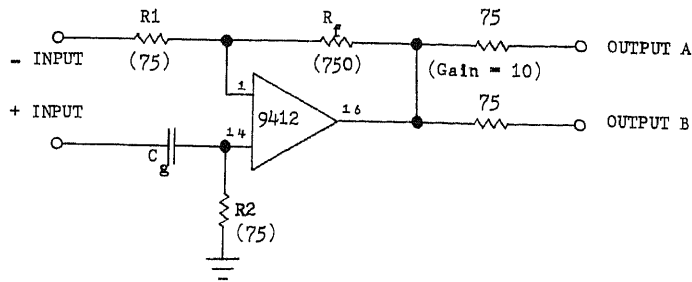 R1
Rf
75
- INPUT
(75)
(750)
(Gain = 10)
OUTPUT A
+ INPUT
1
9412
16
75
OUTPUT B
14
Cg
R2
(75)